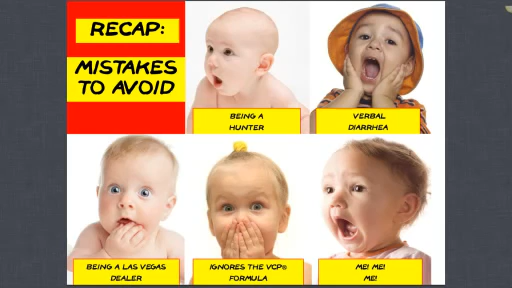 RECAP:
MISTAKES
TO AVOID
BEING A
HUNTER
VERBAL
DIARRHEA
BEING A LAS VEGAS
DEALER
IGNORES THE VCP®
FORMULA
ME! ME!
ME!